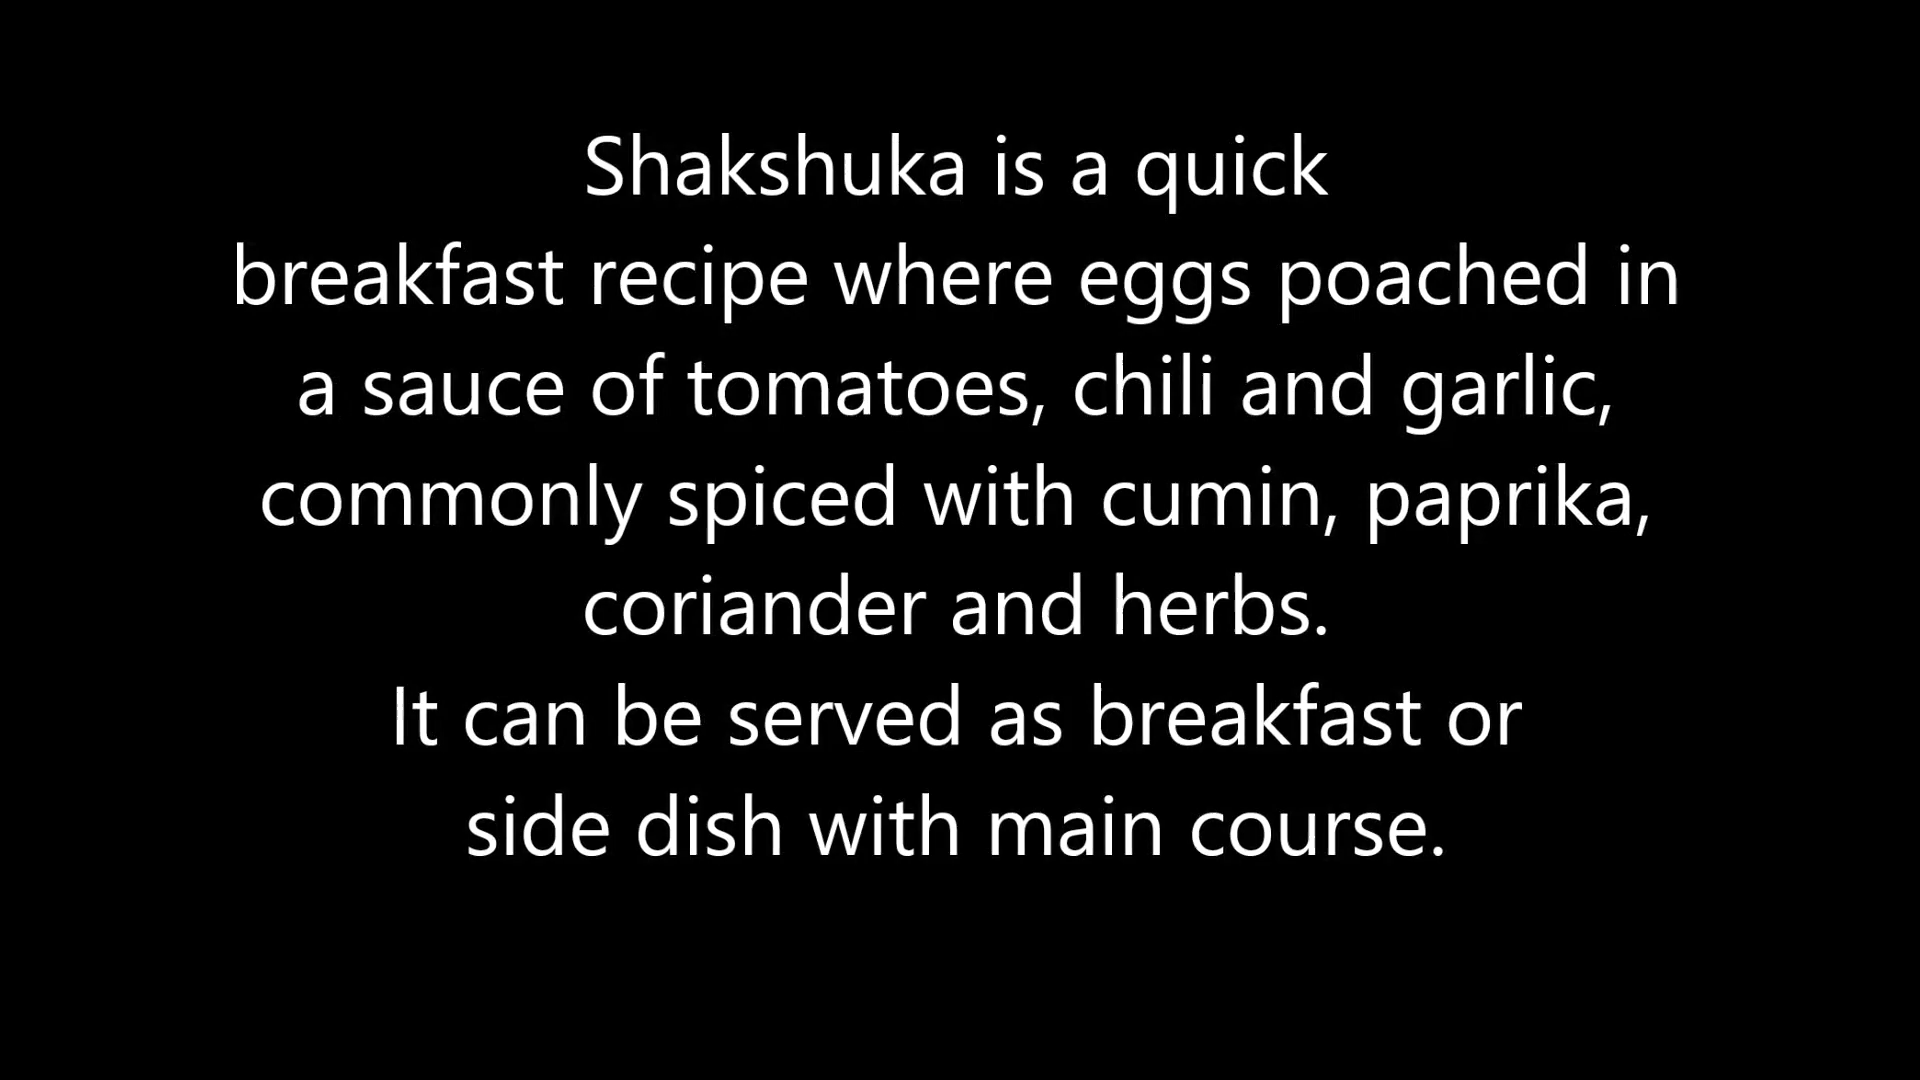 Shakshuka is a quick
breakfast recipe where eggs poached in
a sauce of tomatoes, chili and garlic,
commonly spiced with cumin, paprika,
coriander and herbs.
It can be served as breakfast or
side dish with main course.